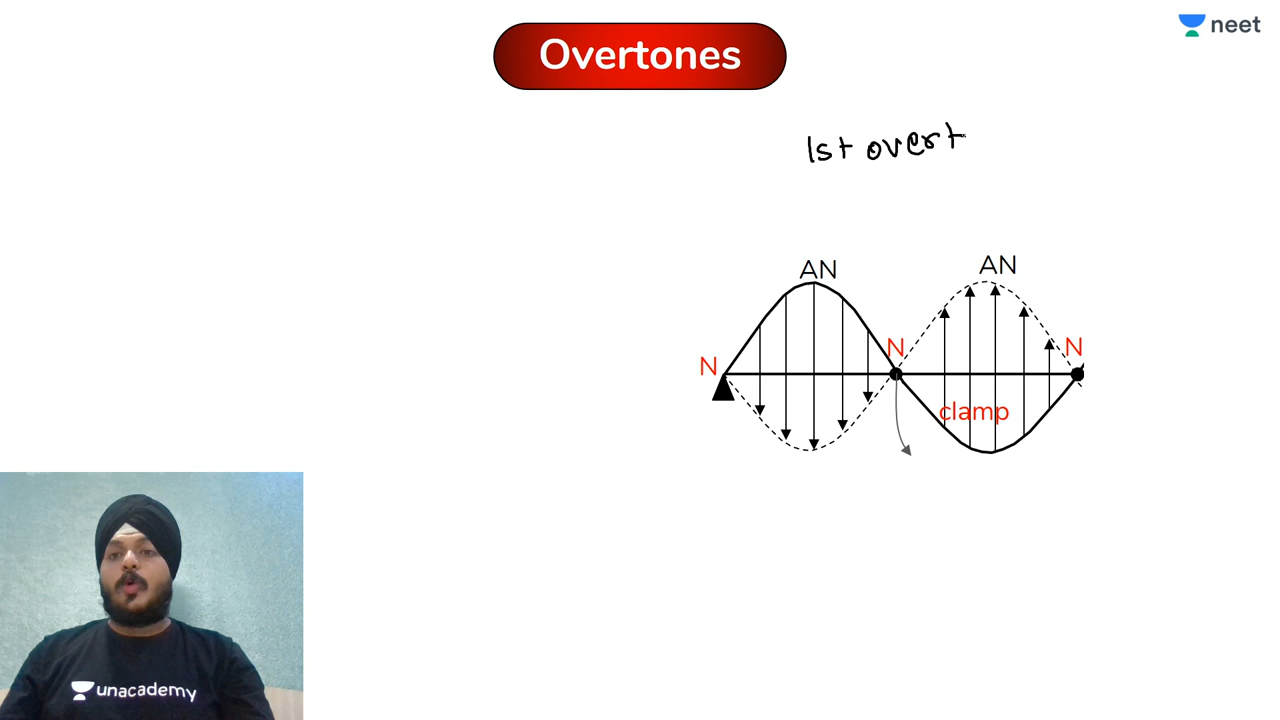 neet
Overtones
1st overt
AN
AN
N
N
N
clamp
unacademy